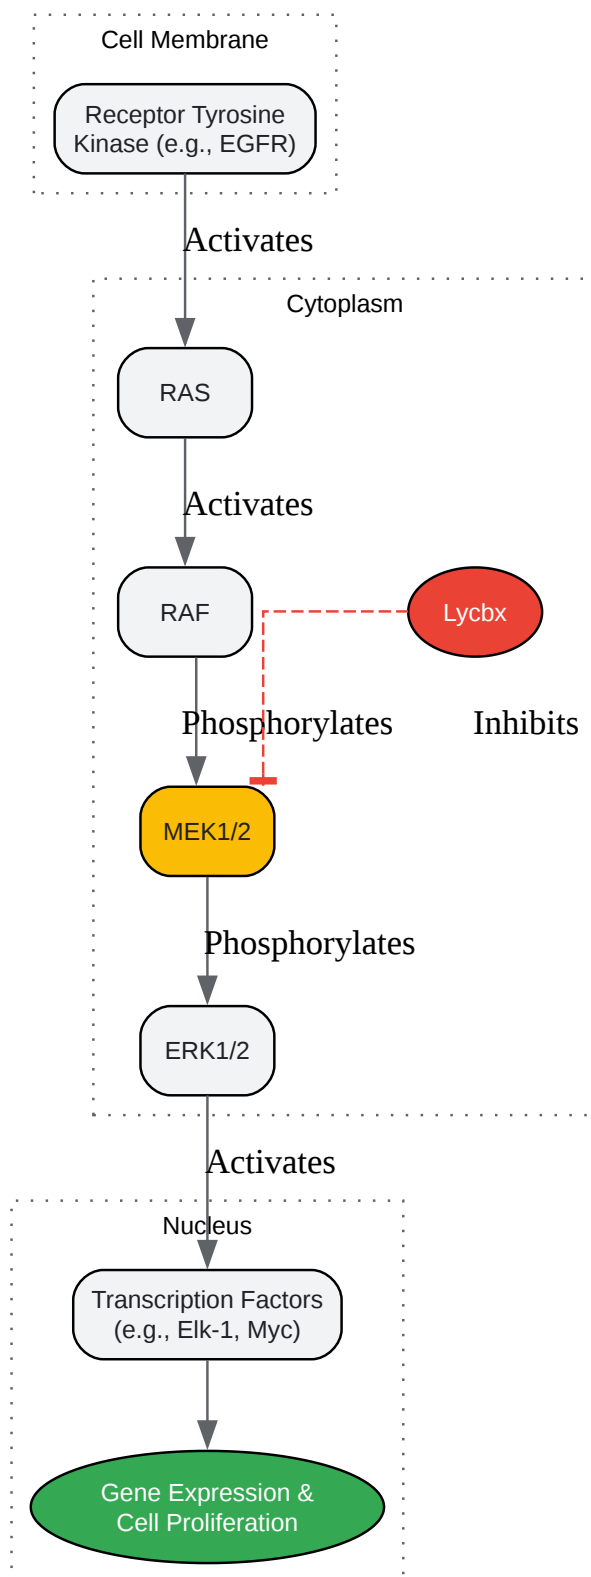 Cell Membrane
Receptor Tyrosine
Kinase (e.g., EGFR)
Activates
Cytoplasm
RAS
Activates
RAF
Lycbx
Phosphorylates
Inhibits
MEK1/2
Phosphorylates
ERK1/2
Activates
Nucleus
Transcription Factors
(e.g., Elk-1, Myc)
Gene Expression &
Cell Proliferation